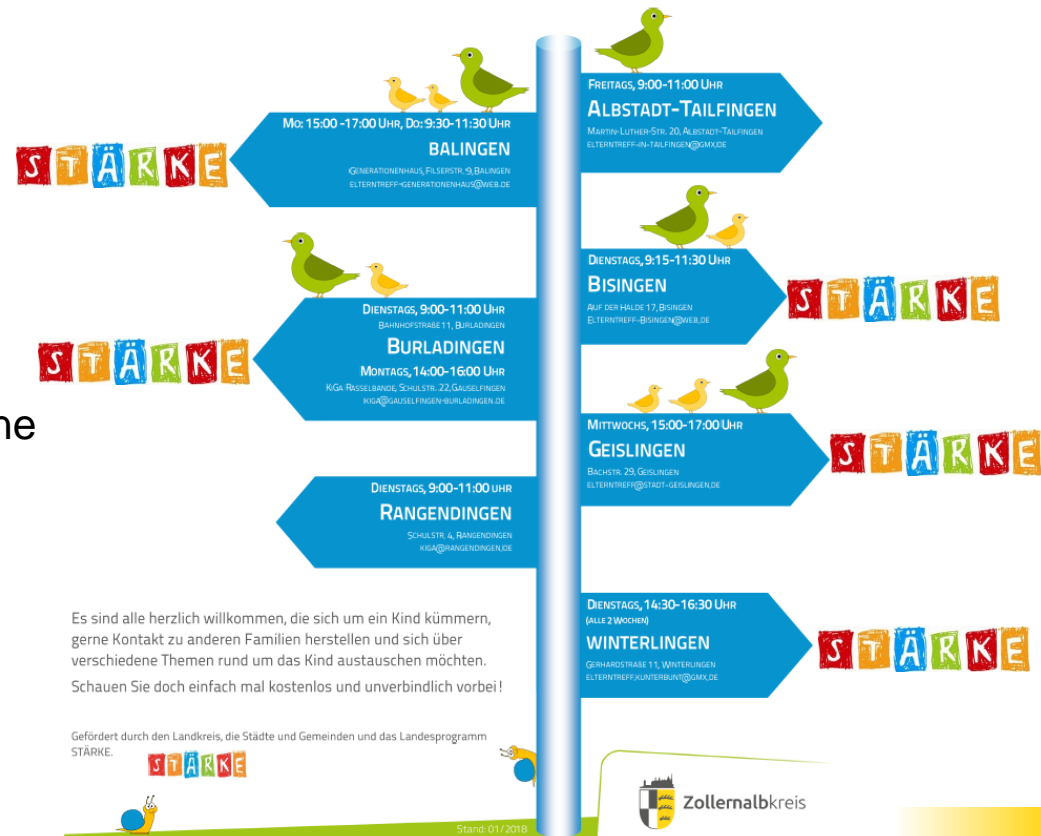 FREITAGS, 9:00-11:00 UHR
ALBSTADT-TAILFINGEN
MARTIN-LUTHER-STR. 20, ALBSTADT-TAILFINGEN
ELTERNTREFF-IN-TAILFINGEN@GMX.DE
MO: 15:00 -17:00 UHR, DO: 9:30-11:30 UHR
BALINGEN
GENERATIONENHAUS, FILSERSTR. 9, BALINGEN
ELTERNTREFF-GENERATIONENHAUS@WEB.DE
STÄRKE
DIENSTAGS, 9:15-11:30 UHR
BISINGEN
AUF DER HALDE 17, BISINGEN
ELTERNTREFF-BISINGEN@WEB.DE
STÄRKE
DIENSTAGS, 9:00-11:00 UHR
BAHNHOFSTRAßE 11, BURLADINGEN
BURLADINGEN
MONTAGS, 14:00-16:00 UHR
KIGA RASSELBANDE, SCHULSTR. 22, GAUSELFINGEN
KIGA@GAUSELFINGEN-BURLADINGEN.DE
STÄRKE
ne
MITTWOCHS, 15:00-17:00 UHR
GEISLINGEN
BACHSTR. 29, GEISLINGEN
ELTERNTREFF@STADT-GEISLINGEN.DE
STÄRKE
DIENSTAGS, 9:00-11:00 UHR
RANGENDINGEN
SCHULSTR. 4, RANGENDINGEN
KIGA@RANGENDINGEN.DE
DIENSTAGS, 14:30-16:30 UHR
(ALLE 2 WOCHEN)
WINTERLINGEN
GERHARDSTRAßE 11, WINTERLINGEN
ELTERNTREFF.KUNTERBUNT@GMX.DE
STÄRKE
Es sind alle herzlich willkommen, die sich um ein Kind kümmern,
gerne Kontakt zu anderen Familien herstellen und sich über
verschiedene Themen rund um das Kind austauschen möchten.
Schauen Sie doch einfach mal kostenlos und unverbindlich vorbei!
Gefördert durch den Landkreis, die Städte und Gemeinden und das Landesprogramm
STÄRKE.
STÄRKE
Stand: 01/2018
Zollernalbkreis